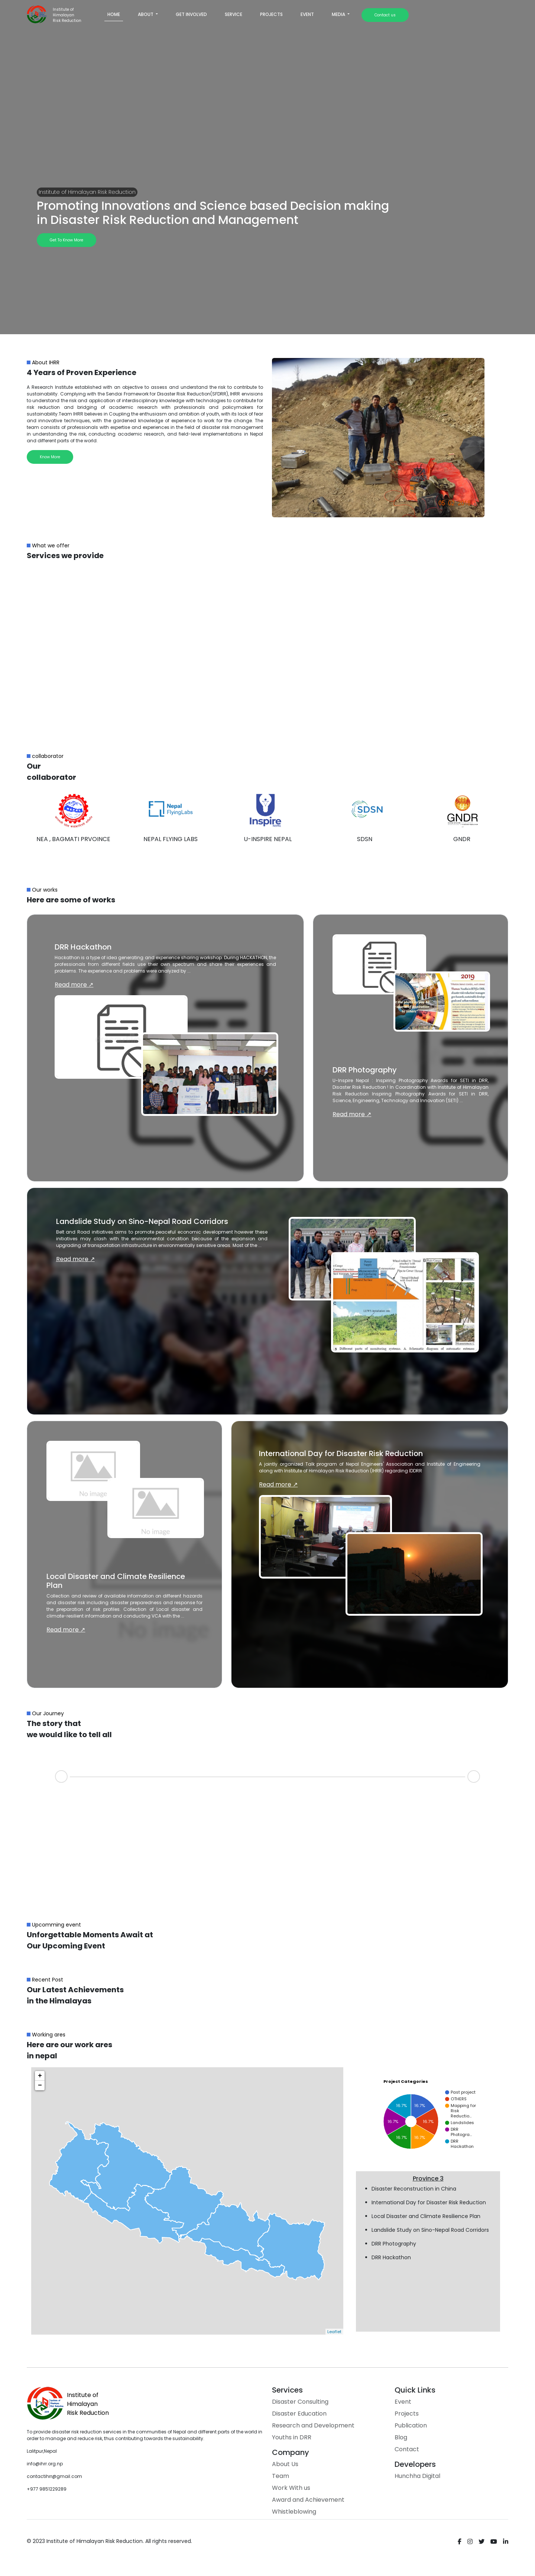 Institute of
Himalayan
Risk Reduction
HOME
ABOUT
GET INVOLVED
SERVICE
PROJECTS
EVENT
MEDIA
Contact us
Institute of Himalayan Risk Reduction
Promoting Innovations and Science based Decision making
in Disaster Risk Reduction and Management
Get To Know More
About IHRR
4 Years of Proven Experience
A Research Institute established with an objective to assess and understand the risk to contribute to
sustainability. Complying with the Sendai Framework for Disaster Risk Reduction(SFDRR), IHRR envisions
to understand the risk and application of interdisciplinary knowledge with technologies to contribute for
risk reduction and bridging of academic research with professionals and policymakers for
sustainability.Team IHRR believes in Coupling the enthusiasm and ambition of youth, with its lack of fear
and innovative techniques, with the gardened knowledge of experience to work for the change. The
team consists of professionals with expertise and experiences in the field of disaster risk management
in understanding the risk, conducting academic research, and field-level implementations in Nepal
and different parts of the world.
Know More
What we offer
Services we provide
collaborator
Our
collaborator
Nepal
FlyingLabs
Inspire
SDSN
GNDR
NEA , BAGMATI PRVOINCE
NEPAL FLYING LABS
U-INSPIRE NEPAL
SDSN
GNDR
Our works
Here are some of works
DRR Hackathon
Hackathon is a type of idea generating and experience sharing workshop. During HACKATHON, the
professionals from different fields use their own spectrum and share their experiences and
problems. The experience and problems were analyzed by...
Read more ↗
2019
DRR Photography
U-Inspire Nepal : Inspiring Photography Awards for SETI in DRR,
Disaster Risk Reduction ! In Coordination with Institute of Himalayan
Risk Reduction Inspiring Photography Awards for SETI in DRR,
Science, Engineering, Technology and Innovation (SETI)...
Read more ↗
Landslide Study on Sino-Nepal Road Corridors
Belt and Road initiatives aims to promote peaceful economic development however these
initiatives may clash with the environmental condition because of the expansion and
upgrading of transportation infrastructure in environmentally sensitive areas. Most of the...
Read more ↗
No image
No image
Local Disaster and Climate Resilience
Plan
Collection and review of available information on different hazards
and disaster risk including disaster preparedness and response for
the preparation of risk profiles. Collection of Local disaster and
climate-resilient information and conducting VCA with the...
Read more ↗
International Day for Disaster Risk Reduction
A jointly organized Talk program of Nepal Engineers' Association and Institute of Engineering
along with Institute of Himalayan Risk Reduction (IHRR) regarding IDDRR.
Read more ↗
Our Journey
The story that
we would like to tell all
Upcomming event
Unforgettable Moments Await at
Our Upcoming Event
Recent Post
Our Latest Achievements
in the Himalayas
Working ares
Here are our work ares
in nepal
+
−
Leaflet
Project Categories
16.7%
16.7%
16.7%
16.7%
16.7%
16.7%
Past project
OTHERS
Mapping for
Risk
Reductio...
Landslides
DRR
Photogra...
DRR
Hackathon
Province 3
Disaster Reconstruction in China
International Day for Disaster Risk Reduction
Local Disaster and Climate Resilience Plan
Landslide Study on Sino-Nepal Road Corridors
DRR Photography
DRR Hackathon
Institute of
Himalayan
Risk Reduction
To provide disaster risk reduction services in the communities of Nepal and different parts of the world in
order to manage and reduce risk, thus contributing towards the sustainability.
Lalitpur,Nepal
info@ihrr.org.np
contactihrr@gmail.com
+977 9851229289
Services
Disaster Consulting
Disaster Education
Research and Development
Youths in DRR
Company
About Us
Team
Work With us
Award and Achievement
Whistleblowing
Quick Links
Event
Projects
Publication
Blog
Contact
Developers
Hunchha Digital
© 2023 Institute of Himalayan Risk Reduction. All rights reserved.